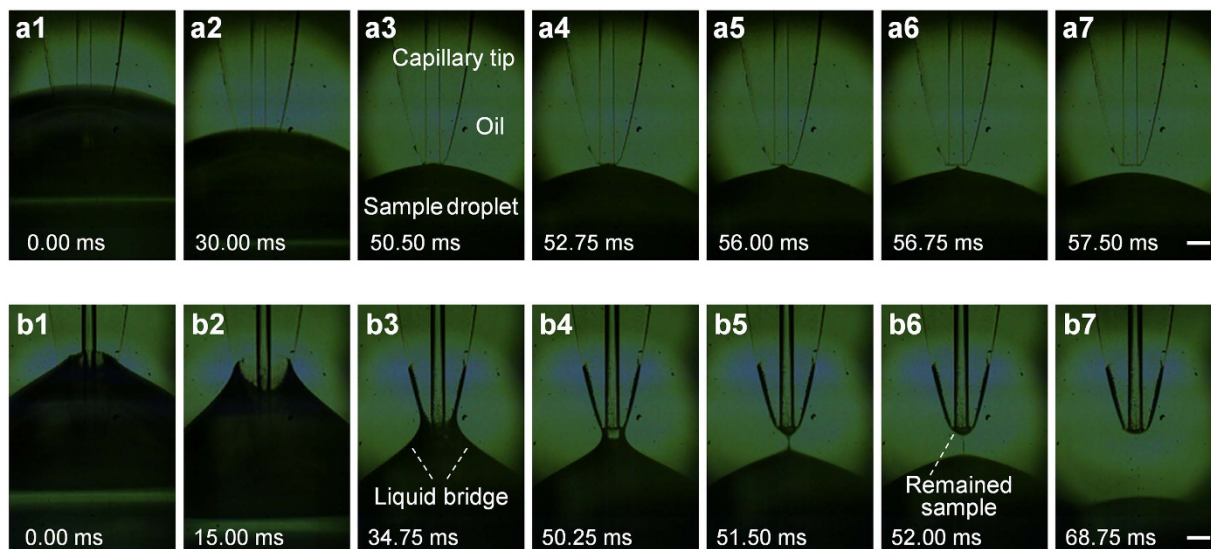 a1 a2 a3 a4 a5 a6 a7
Capillary tip
Oil
Sample droplet
0.00 ms 30.00 ms 50.50 ms 52.75 ms 56.00 ms 56.75 ms 57.50 ms
b1 b2 b3 b4 b5 b6 b7
Liquid bridge
Remained
sample
0.00 ms 15.00 ms 34.75 ms 50.25 ms 51.50 ms 52.00 ms 68.75 ms